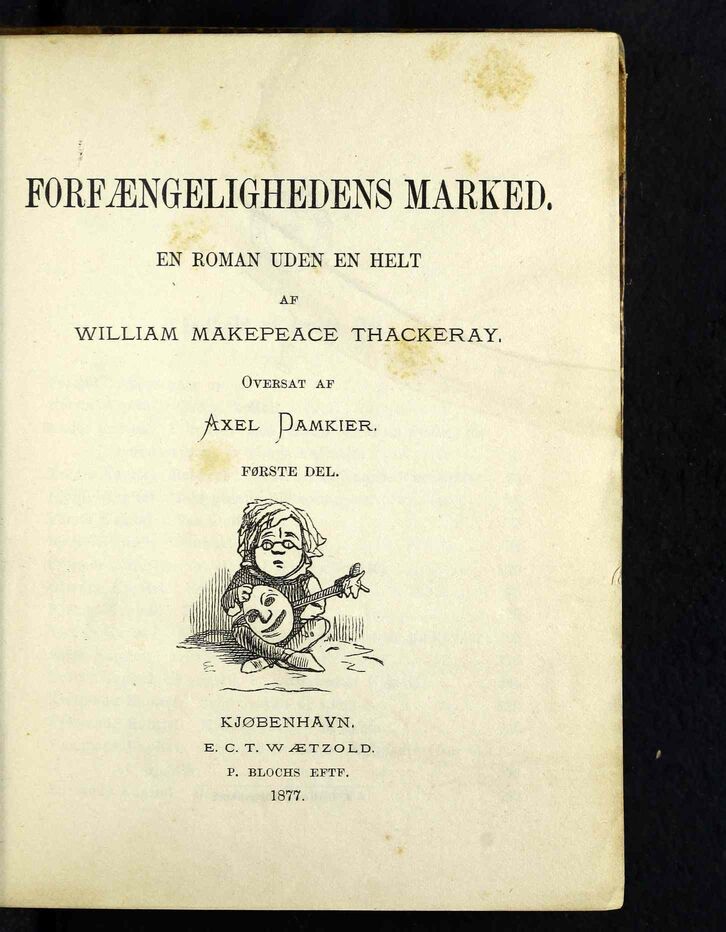 FORFÆNGELIGHEDENS MARKED.
EN ROMAN UDEN EN HELT
AF
WILLIAM MAKEPEACE THACKERAY.
OVERSAT AF
AXEL DAMKIER.
FØRSTE DEL.
KJØBENHAVN.
E. C. T. WÆTZOLD.
P. BLOCHS EFTF.
1877.